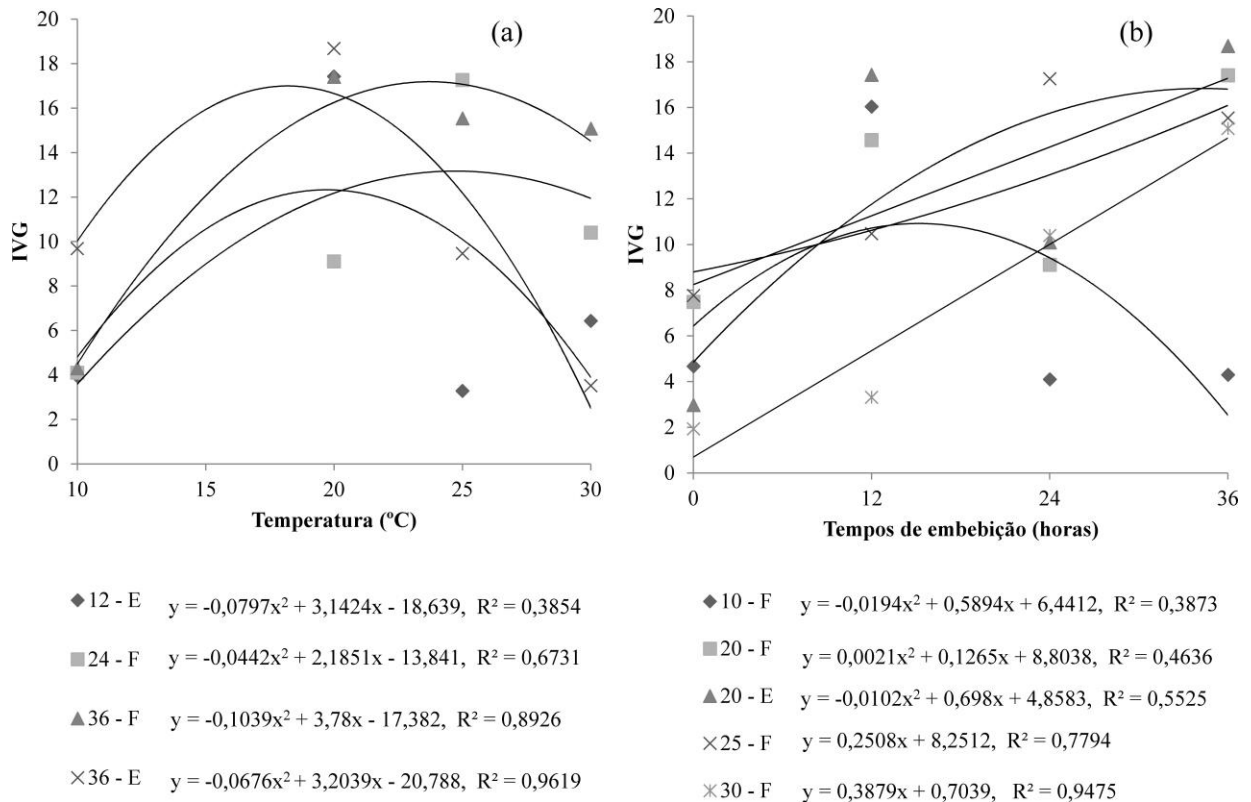 (a)
IVG
20
18
16
14
12
10
8
6
4
2
0
10 15 20 25 30
Temperatura (ºC)
◆ 12 - E y = -0,0797x² + 3,1424x - 18,639, R² = 0,3854
■ 24 - F y = -0,0442x² + 2,1851x - 13,841, R² = 0,6731
▲ 36 - F y = -0,1039x² + 3,78x - 17,382, R² = 0,8926
× 36 - E y = -0,0676x² + 3,2039x - 20,788, R² = 0,9619
(b)
IVG
20
18
16
14
12
10
8
6
4
2
0
0 12 24 36
Tempos de embebição (horas)
◆ 10 - F y = -0,0194x² + 0,5894x + 6,4412, R² = 0,3873
■ 20 - F y = 0,0021x² + 0,1265x + 8,8038, R² = 0,4636
▲ 20 - E y = -0,0102x² + 0,698x + 4,8583, R² = 0,5525
× 25 - F y = 0,2508x + 8,2512, R² = 0,7794
ж 30 - F y = 0,3879x + 0,7039, R² = 0,9475